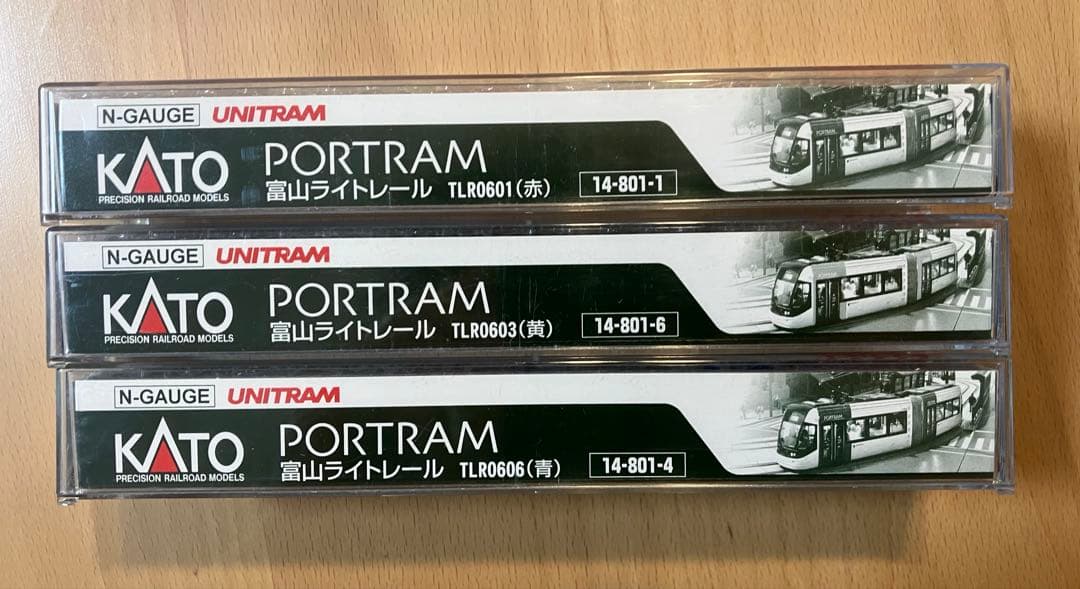 N-GAUGE UNITRAM
KATO PORTRAM
PRECISION RAILROAD MODELS 富山ライトレール TLR0601(赤) 14-801-1
N-GAUGE UNITRAM
KATO PORTRAM
PRECISION RAILROAD MODELS 富山ライトレール TLR0603(黄) 14-801-6
N-GAUGE UNITRAM
KATO PORTRAM
PRECISION RAILROAD MODELS 富山ライトレール TLR0606(青) 14-801-4